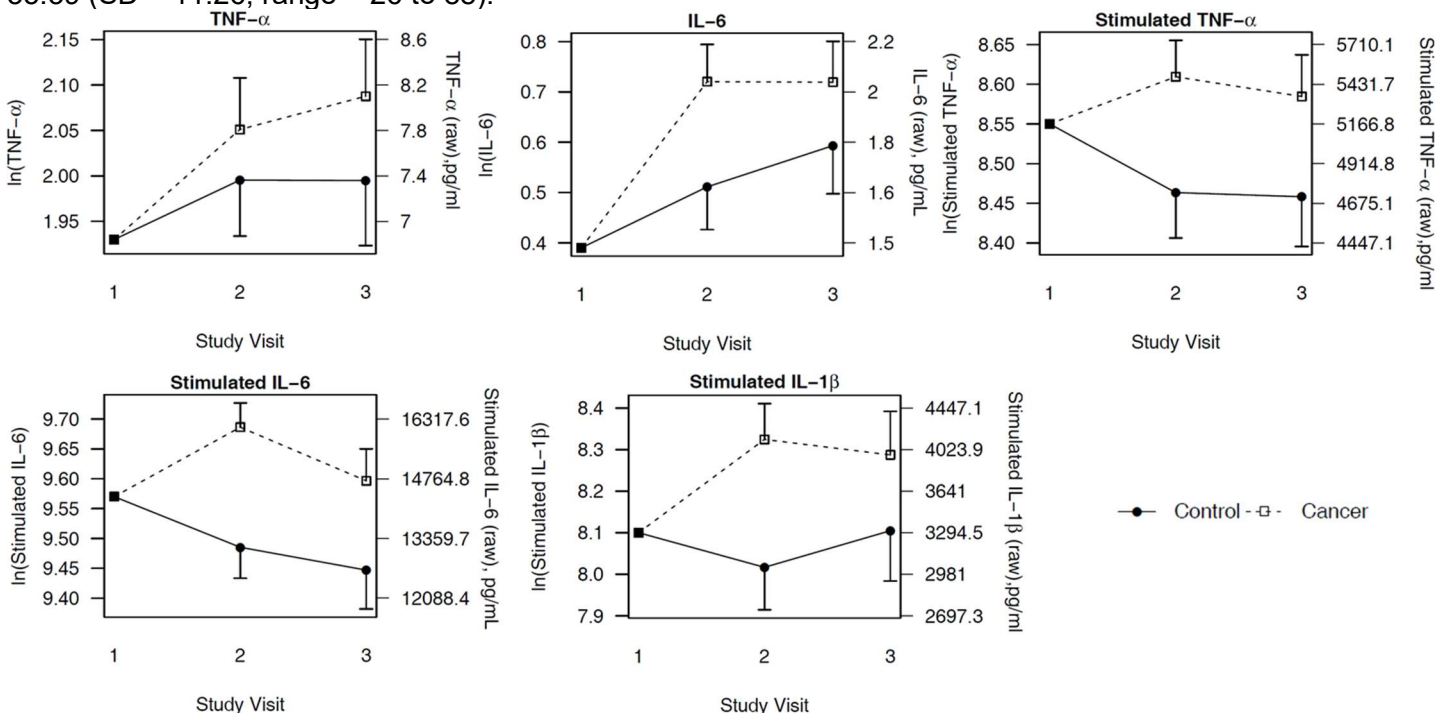 (SD range to
TNF−α
2.15
2.10
2.05
2.00
1.95
ln(TNF−α)
8.6
8.2
7.8
7.4
7
TNF−α (raw),pg/ml
1 2 3
Study Visit
IL−6
0.8
0.7
0.6
0.5
0.4
ln(IL−6)
2.2
2
1.8
1.6
1.5
IL−6 (raw), pg/mL
1 2 3
Study Visit
Stimulated TNF−α
8.65
8.60
8.55
8.50
8.45
8.40
ln(Stimulated TNF−α)
5710.1
5431.7
5166.8
4914.8
4675.1
4447.1
Stimulated TNF−α (raw),pg/ml
1 2 3
Study Visit
Stimulated IL−6
9.70
9.65
9.60
9.55
9.50
9.45
9.40
ln(Stimulated IL−6)
16317.6
14764.8
13359.7
12088.4
Stimulated IL−6 (raw), pg/mL
1 2 3
Study Visit
Stimulated IL−1β
8.4
8.3
8.2
8.1
8.0
7.9
ln(Stimulated IL−1β)
4447.1
4023.9
3641
3294.5
2981
2697.3
Stimulated IL−1β (raw),pg/ml
1 2 3
Study Visit
Control
Cancer